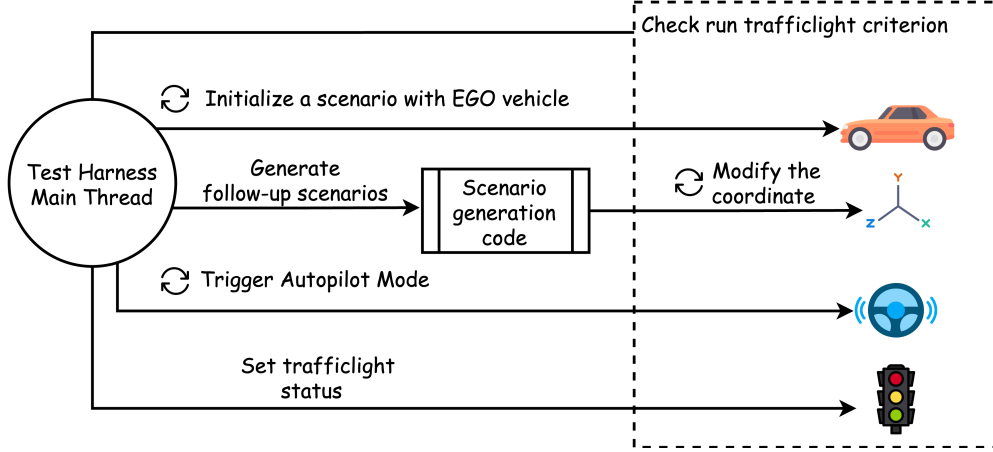 Check run trafficlight criterion
Initialize a scenario with EGO vehicle
Test Harness
Main Thread
Generate
follow-up scenarios
Scenario
generation
code
Modify the
coordinate
Y
Z
X
Trigger Autopilot Mode
Set trafficlight
status